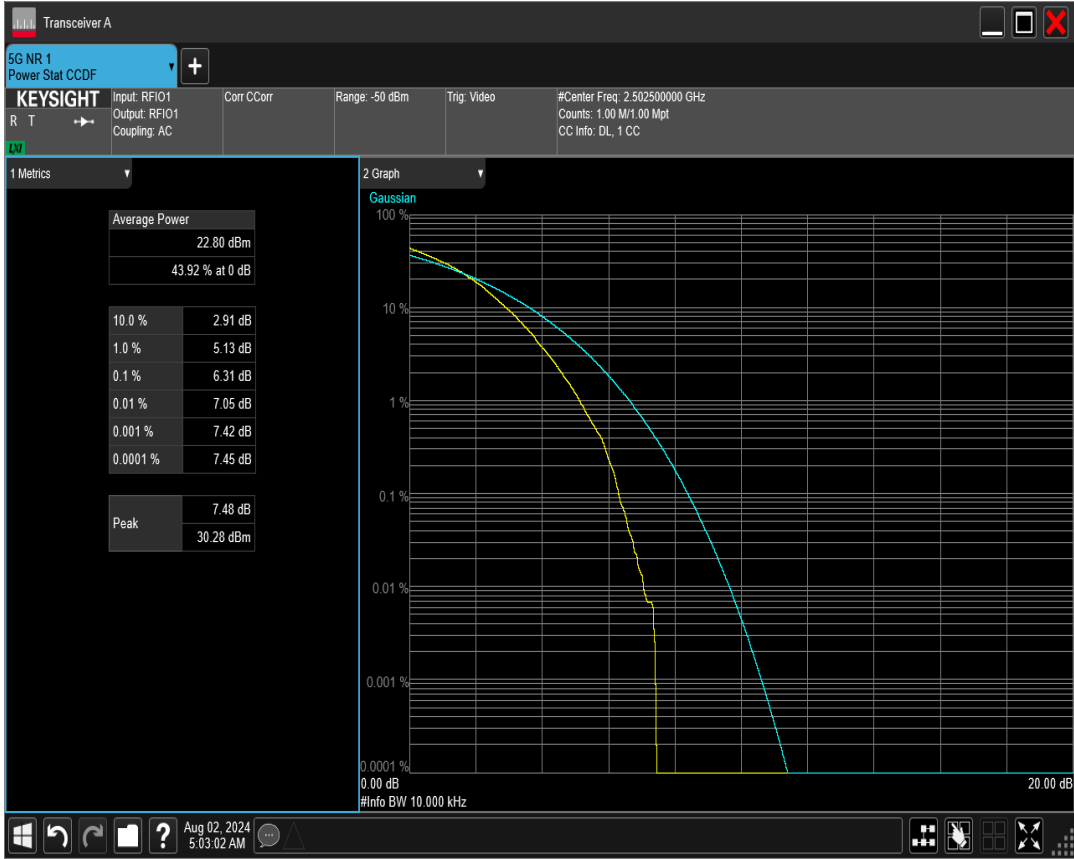 Transceiver A
5G NR 1
Power Stat CCDF
KEYSIGHT
R T
LXI
Input: RFIO1
Output: RFIO1
Coupling: AC
Corr CCorr
Range: -50 dBm
Trig: Video
#Center Freq: 2.502500000 GHz
Counts: 1.00 M/1.00 Mpt
CC Info: DL, 1 CC
1 Metrics
Average Power
22.80 dBm
43.92 % at 0 dB
10.0 % 2.91 dB
1.0 % 5.13 dB
0.1 % 6.31 dB
0.01 % 7.05 dB
0.001 % 7.42 dB
0.0001 % 7.45 dB
Peak 7.48 dB
30.28 dBm
2 Graph
Gaussian
100 %
10 %
1 %
0.1 %
0.01 %
0.001 %
0.0001 %
0.00 dB 20.00 dB
#Info BW 10.000 kHz
? Aug 02, 2024
5:03:02 AM